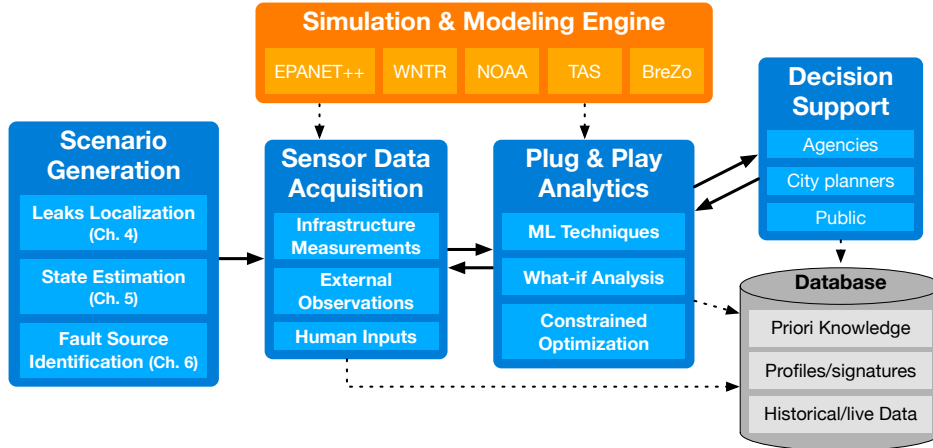 Simulation & Modeling Engine
EPANET++
WNTR
NOAA
TAS
BreZo
Scenario
Generation
Leaks Localization
(Ch. 4)
State Estimation
(Ch. 5)
Fault Source
Identification (Ch. 6)
Sensor Data
Acquisition
Infrastructure
Measurements
External
Observations
Human Inputs
Plug & Play
Analytics
ML Techniques
What-if Analysis
Constrained
Optimization
Decision
Support
Agencies
City planners
Public
Database
Priori Knowledge
Profiles/signatures
Historical/live Data